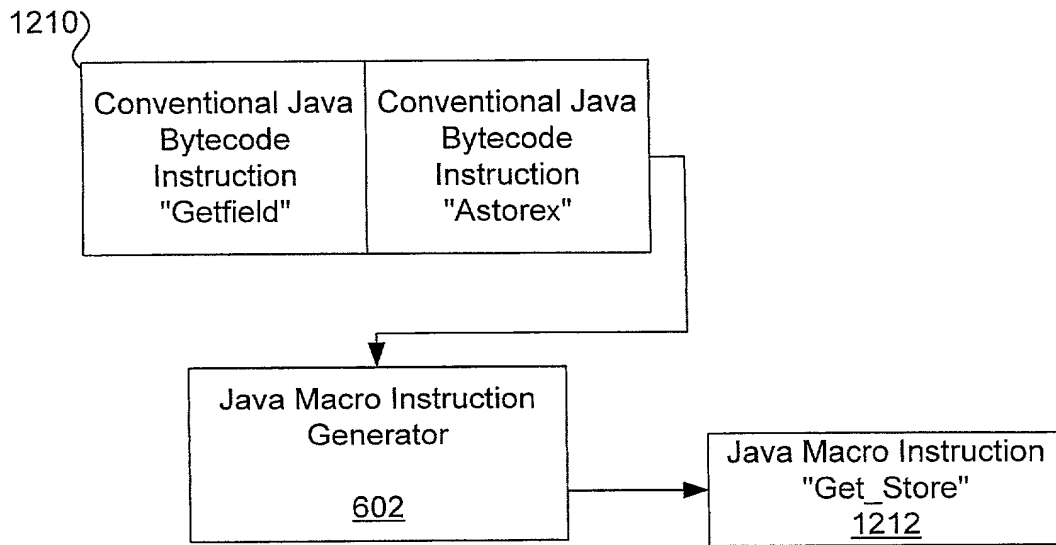 1210
Conventional Java
Bytecode
Instruction
"Getfield"
Conventional Java
Bytecode
Instruction
"Astorex"
Java Macro Instruction
Generator
602
Java Macro Instruction
"Get_Store"
1212